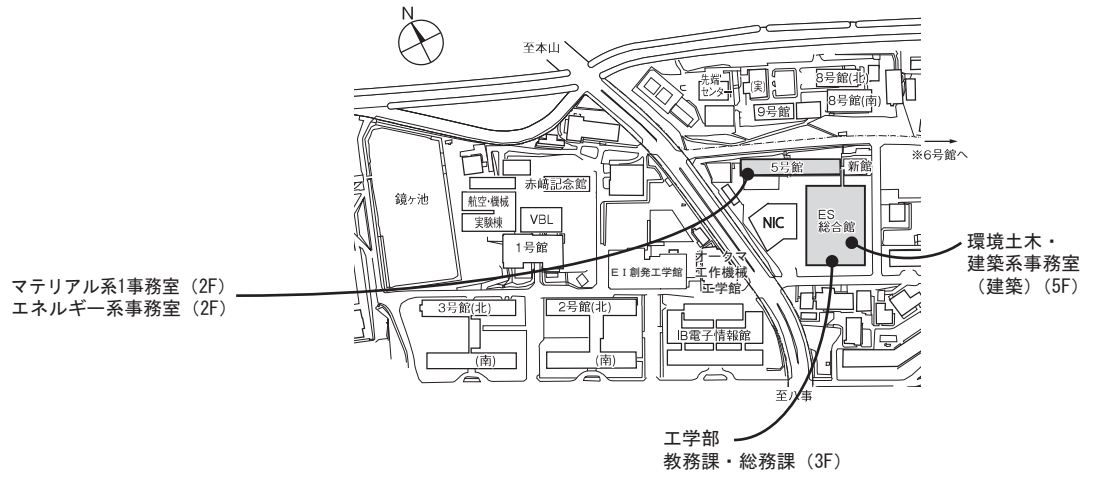 N
至本山
先端
センター
(実)
8号館(北)
9号館
8号館(南)
※6号館へ
5号館
新館
鏡ヶ池
赤﨑記念館
航空・機械
実験棟
VBL
1号館
NIC
ES
総合館
EI創発工学館
オークマ
工作機械
工学館
環境土木・
建築系事務室
（建築）（5F）
マテリアル系1事務室（2F）
エネルギー系事務室（2F）
3号館(北)
2号館(北)
IB電子情報館
(南)
(南)
至八事
工学部
教務課・総務課（3F）